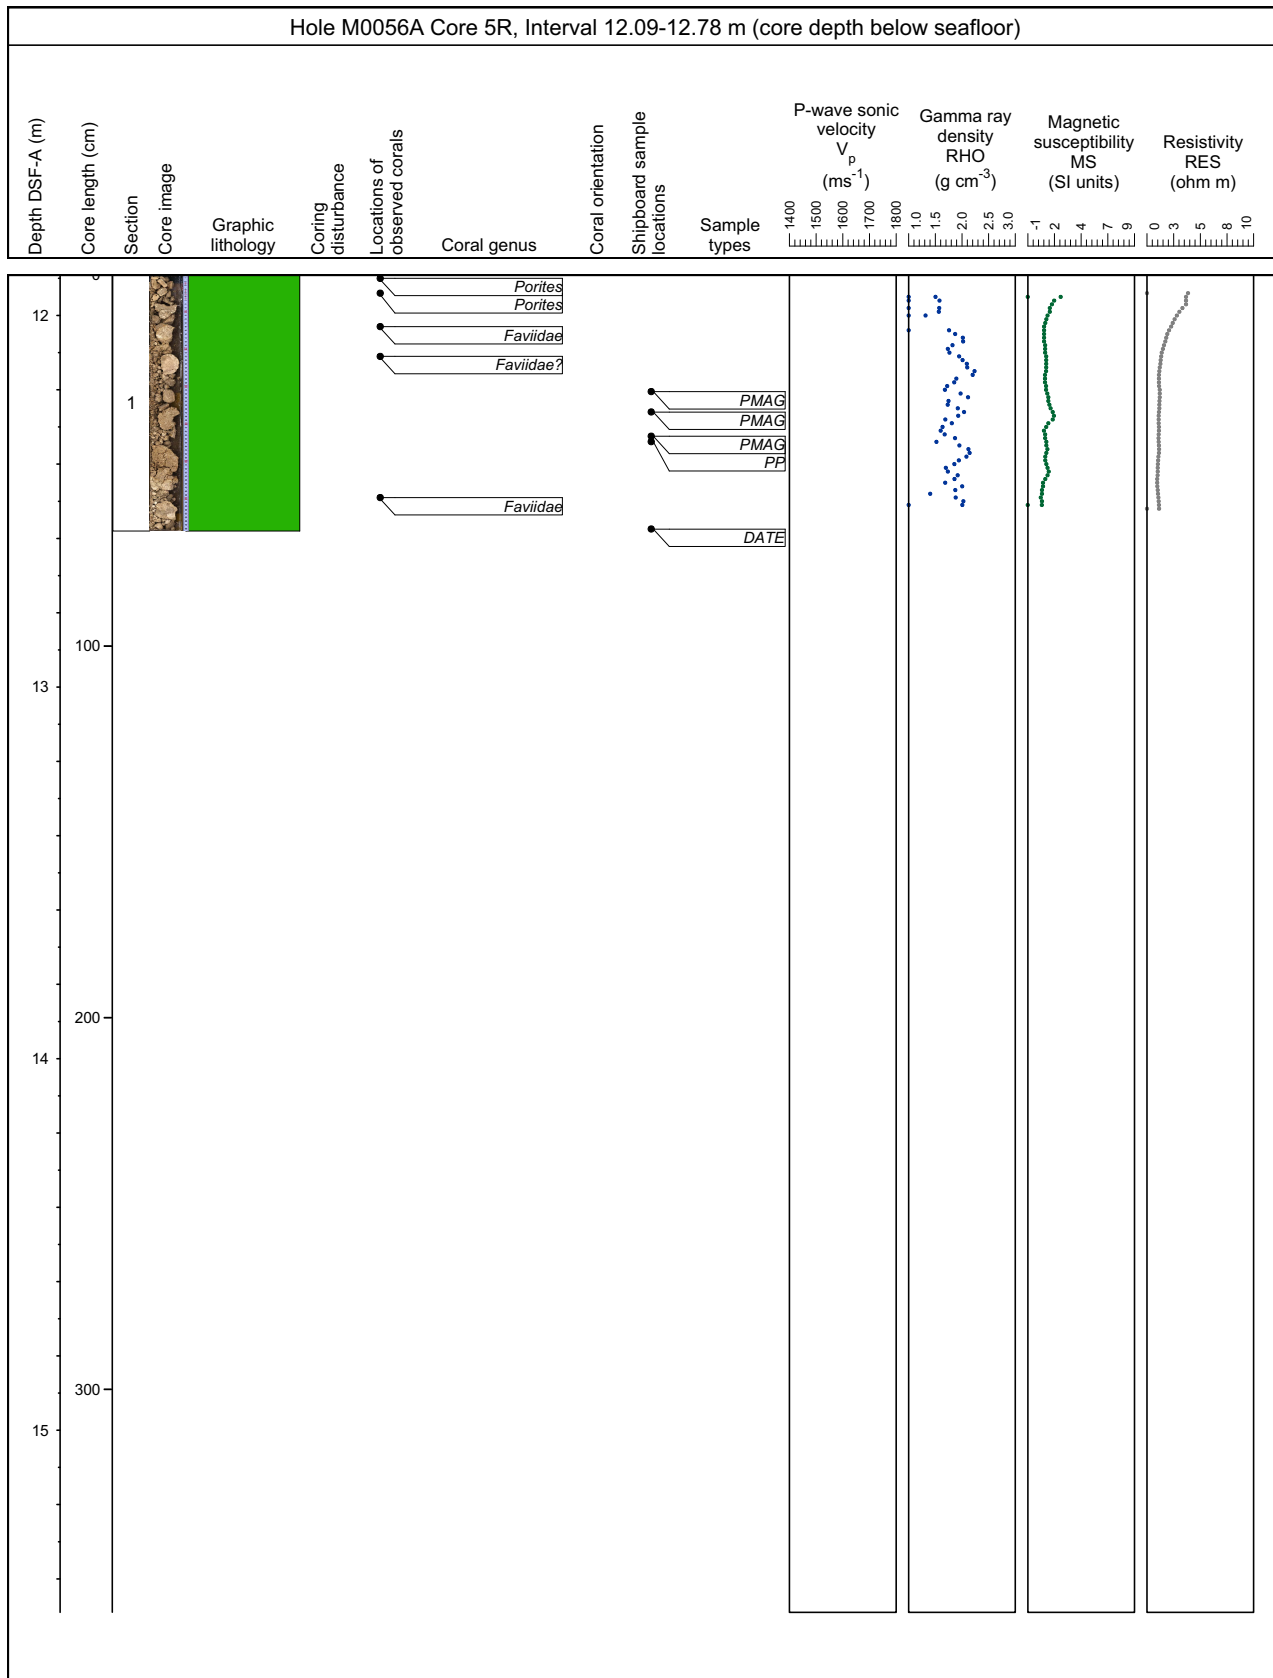 Hole M0056A Core 5R, Interval 12.09-12.78 m (core depth below seafloor)
Depth DSF-A (m)
Core length (cm)
Section
Core image
Graphic
lithology
Coring
disturbance
Locations of
observed corals
Coral genus
Coral orientation
Shipboard sample
locations
Sample
types
P-wave sonic
velocity
Vp
(ms-1)
1400 1500 1600 1700 1800
Gamma ray
density
RHO
(g cm-3)
1.0 1.5 2.0 2.5 3.0
Magnetic
susceptibility
MS
(SI units)
-1 2 4 7 9
Resistivity
RES
(ohm m)
0 3 5 8 10
Porites
Porites
12
Faviidae
Faviidae?
1
PMAG
PMAG
PMAG
PP
Faviidae
DATE
100
13
200
14
300
15